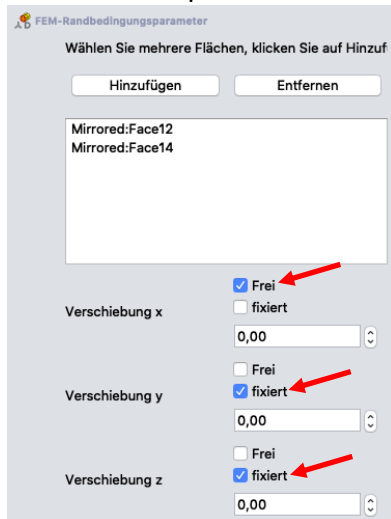 FEM-Randbedingungsparameter
Wählen Sie mehrere Flächen, klicken Sie auf Hinzuf
Hinzufügen Entfernen
Mirrored:Face12
Mirrored:Face14
Frei
Verschiebung x
fixiert
0,00
Frei
Verschiebung y
fixiert
0,00
Frei
Verschiebung z
fixiert
0,00